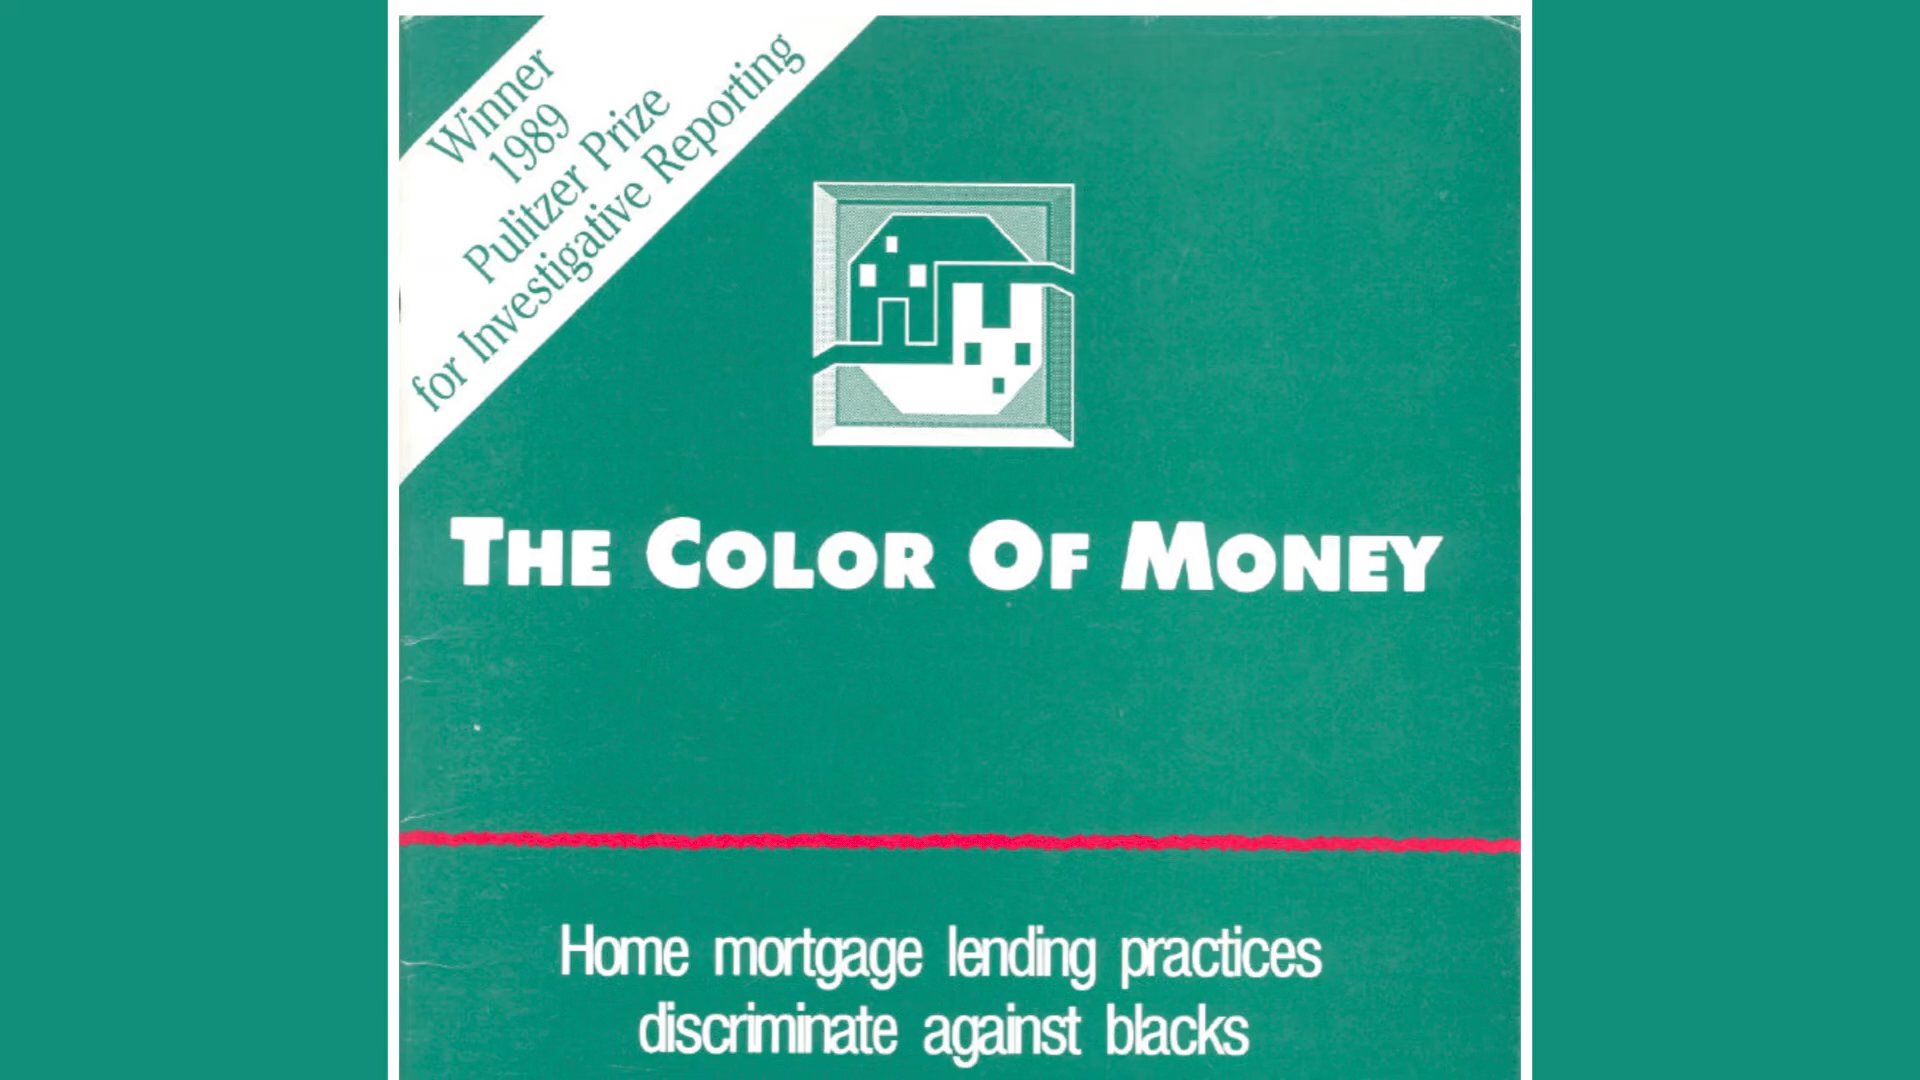 Winner
1989
Pulitzer Prize
for Investigative Reporting
THE COLOR OF MONEY
Home mortgage lending practices
discriminate against blacks